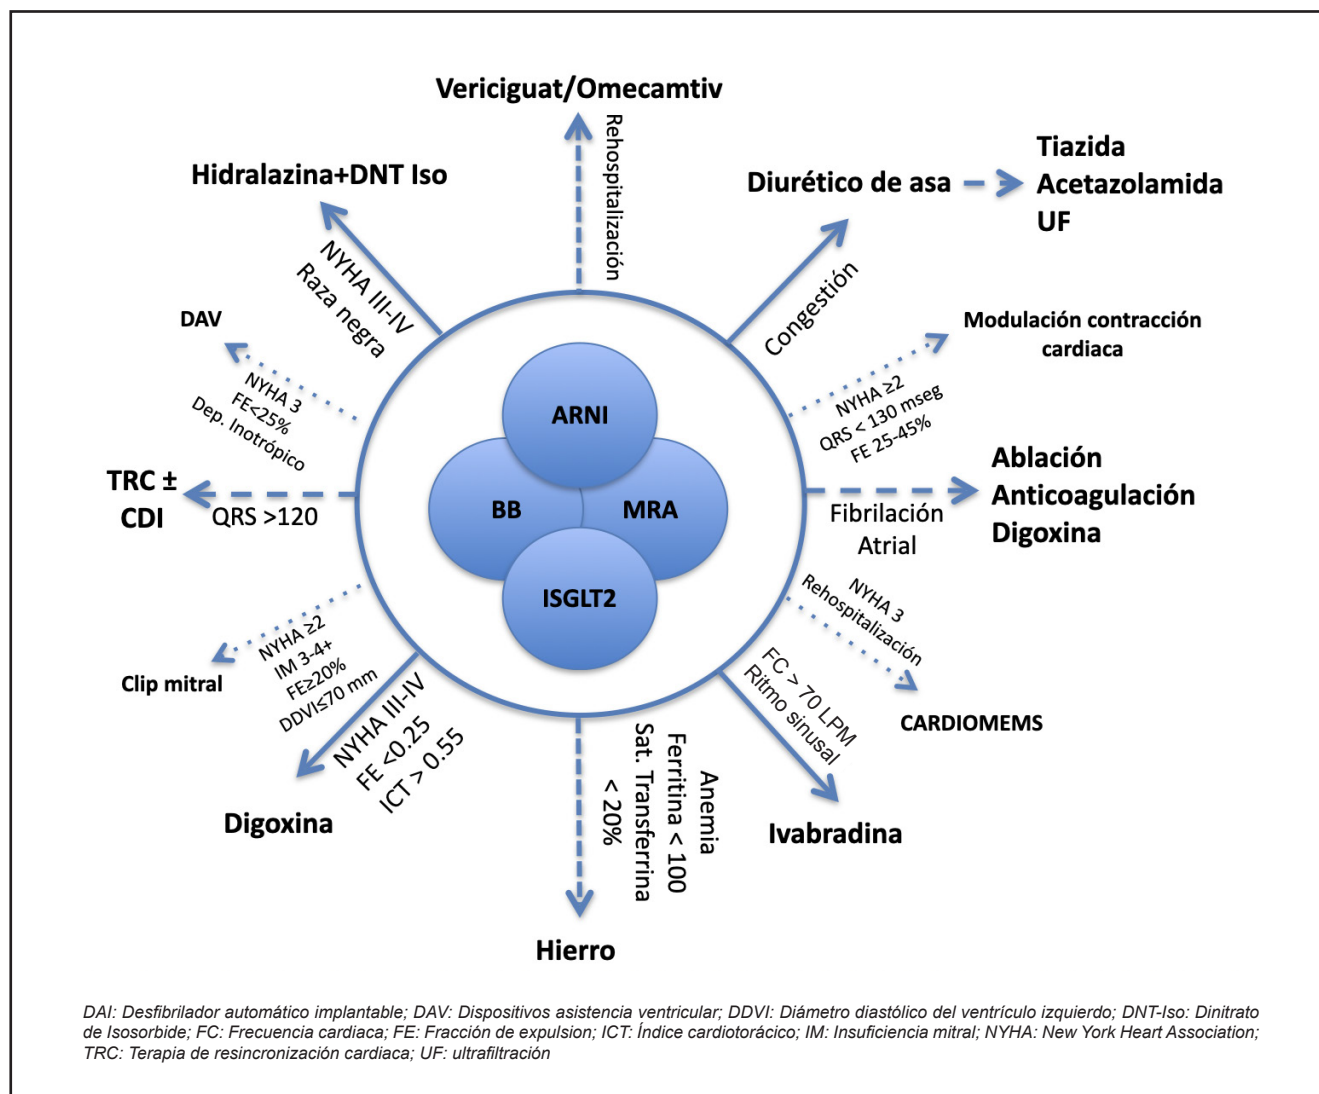 Vericiguat/Omecamtiv
Rehospitalización
Hidralazina+DNT Iso
NYHA III-IV
Raza negra
Diurético de asa
Congestión
Tiazida
Acetazolamida
UF
DAV
NYHA 3
FE<25%
Dep. Inotrópico
Modulación contracción
cardiaca
NYHA ≥2
QRS < 130 mseg
FE 25-45%
ARNI
BB
MRA
ISGLT2
TRC ±
CDI
QRS >120
Ablación
Anticoagulación
Digoxina
Fibrilación
Atrial
Clip mitral
NYHA ≥2
IM 3-4+
FE≥20%
DDVI≤70 mm
NYHA 3
Rehospitalización
CARDIOMEMS
Digoxina
NYHA III-IV
FE <0.25
ICT > 0.55
FC > 70 LPM
Ritmo sinusal
Ivabradina
Anemia
Ferritina < 100
Sat. Transferrina
< 20%
Hierro
DAI: Desfibrilador automático implantable; DAV: Dispositivos asistencia ventricular; DDVI: Diámetro diastólico del ventrículo izquierdo; DNT-Iso: Dinitrato
de Isosorbide; FC: Frecuencia cardiaca; FE: Fracción de expulsion; ICT: Índice cardiotorácico; IM: Insuficiencia mitral; NYHA: New York Heart Association;
TRC: Terapia de resincronización cardiaca; UF: ultrafiltración